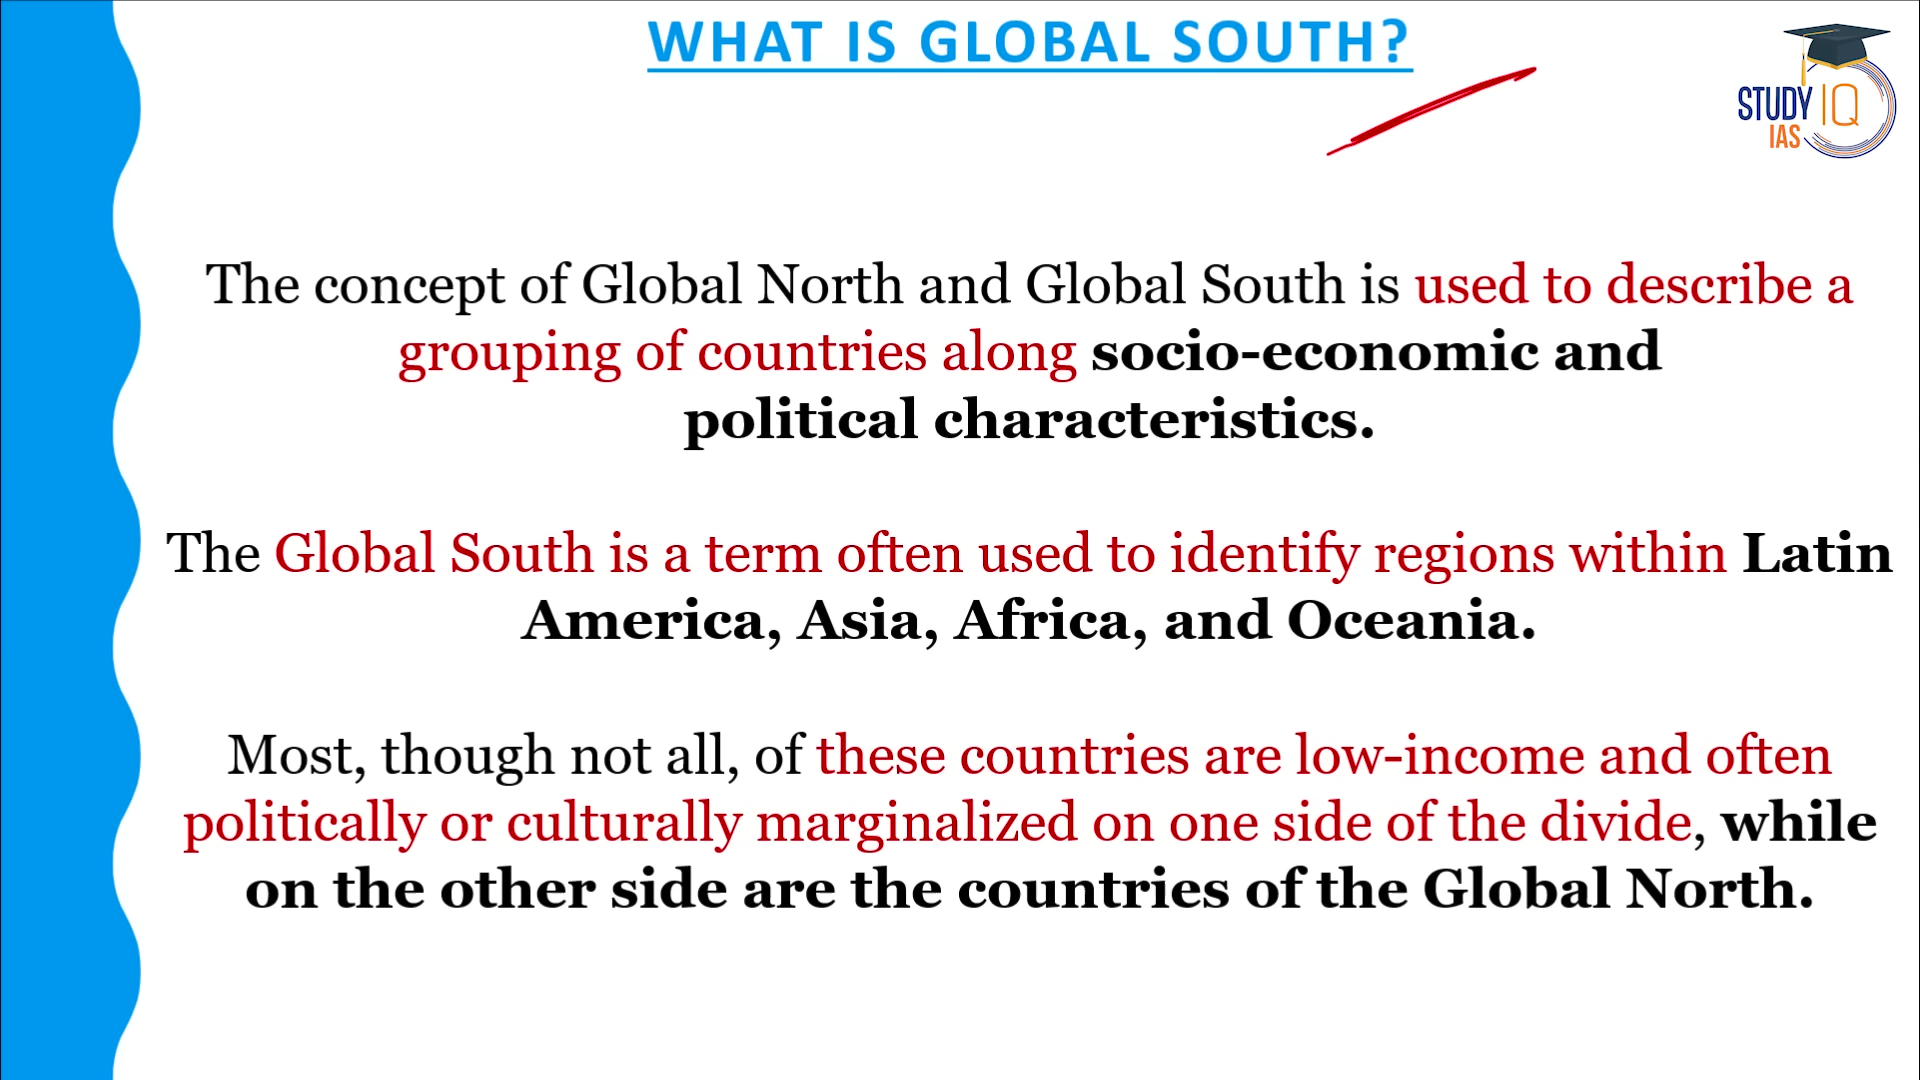 WHAT IS GLOBAL SOUTH?
STUDY IQ
IAS
The concept of Global North and Global South is used to describe a
grouping of countries along socio-economic and
political characteristics.
The Global South is a term often used to identify regions within Latin
America, Asia, Africa, and Oceania.
Most, though not all, of these countries are low-income and often
politically or culturally marginalized on one side of the divide, while
on the other side are the countries of the Global North.